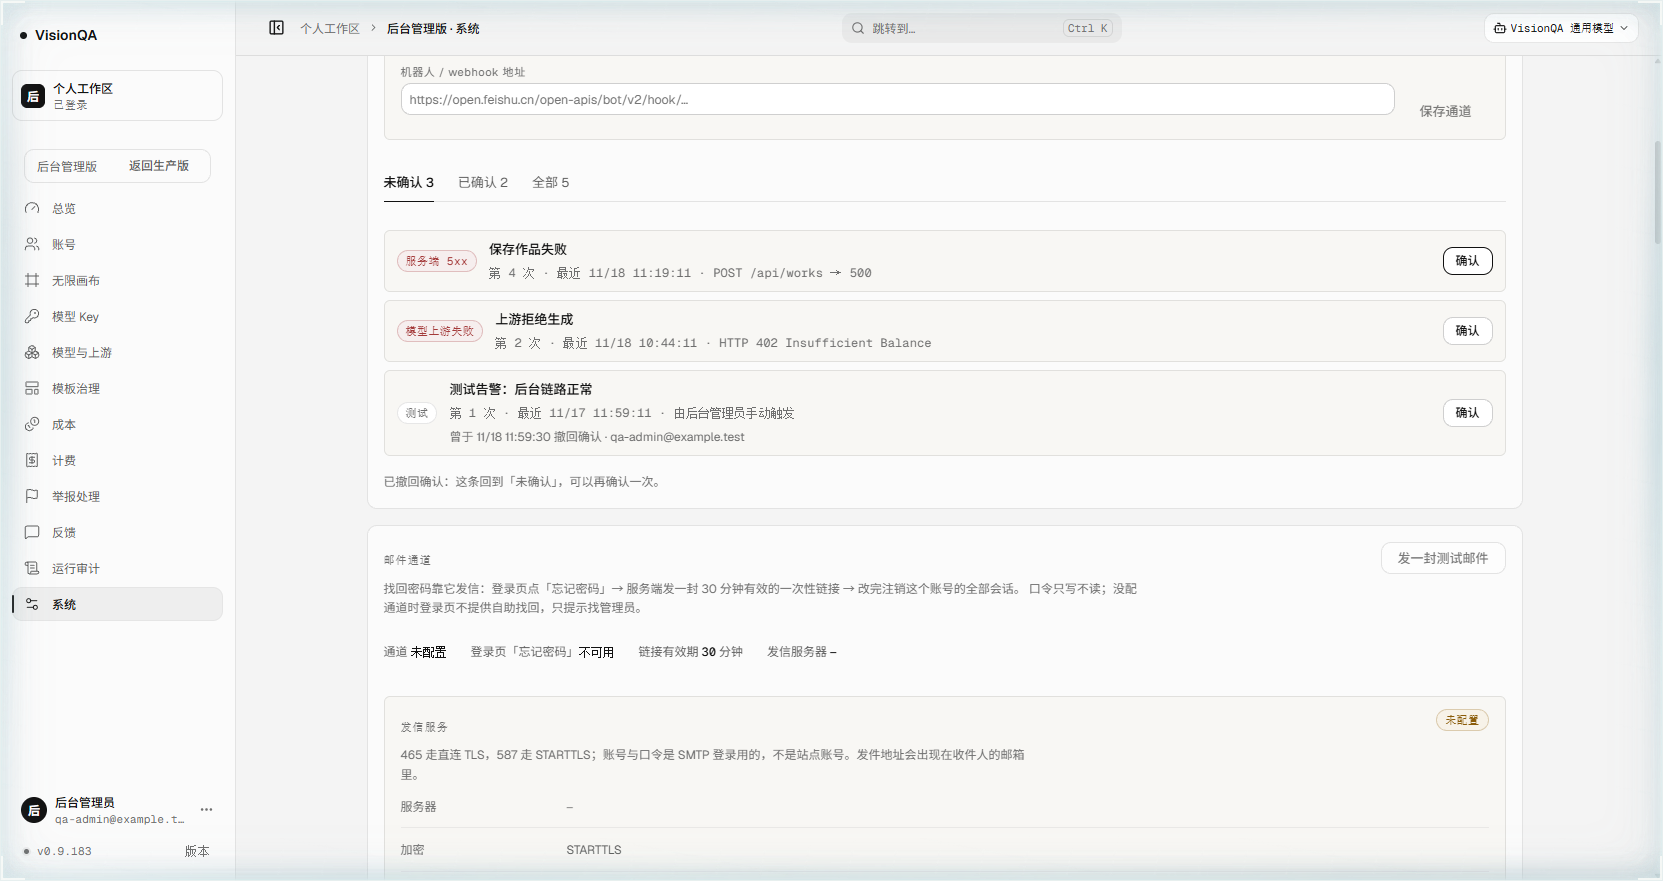 VisionQA
后 个人工作区
已登录
后台管理版 返回生产版
总览
账号
无限画布
模型 Key
模型与上游
模板治理
成本
计费
举报处理
反馈
运行审计
系统
后 后台管理员
qa-admin@example.t… ···
v0.9.183 版本
个人工作区 > 后台管理版 · 系统
跳转到… Ctrl K
VisionQA 通用模型
机器人 / webhook 地址
https://open.feishu.cn/open-apis/bot/v2/hook/…
保存通道
未确认 3 已确认 2 全部 5
服务端 5xx
保存作品失败
第 4 次 · 最近 11/18 11:19:11 · POST /api/works → 500
确认
模型上游失败
上游拒绝生成
第 2 次 · 最近 11/18 10:44:11 · HTTP 402 Insufficient Balance
确认
测试
测试告警：后台链路正常
第 1 次 · 最近 11/17 11:59:11 · 由后台管理员手动触发
曾于 11/18 11:59:30 撤回确认 · qa-admin@example.test
确认
已撤回确认：这条回到「未确认」，可以再确认一次。
邮件通道
发一封测试邮件
找回密码靠它发信：登录页点「忘记密码」→ 服务端发一封 30 分钟有效的一次性链接 → 改完注销这个账号的全部会话。 口令只写不读；没配
通道时登录页不提供自助找回，只提示找管理员。
通道 未配置 登录页「忘记密码」不可用 链接有效期 30 分钟 发信服务器 –
发信服务
未配置
465 走直连 TLS，587 走 STARTTLS；账号与口令是 SMTP 登录用的，不是站点账号。发件地址会出现在收件人的邮箱
里。
服务器 –
加密 STARTTLS